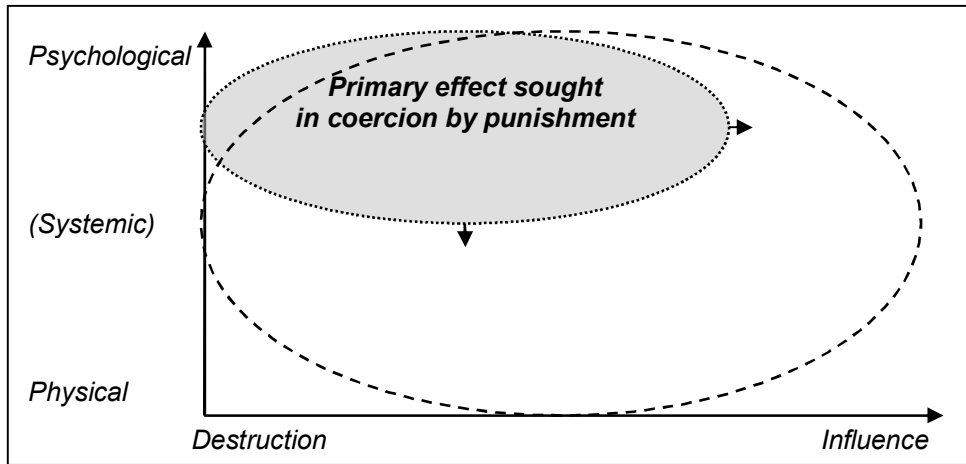 Psychological
Primary effect sought
in coercion by punishment
(Systemic)
Physical
Destruction
Influence